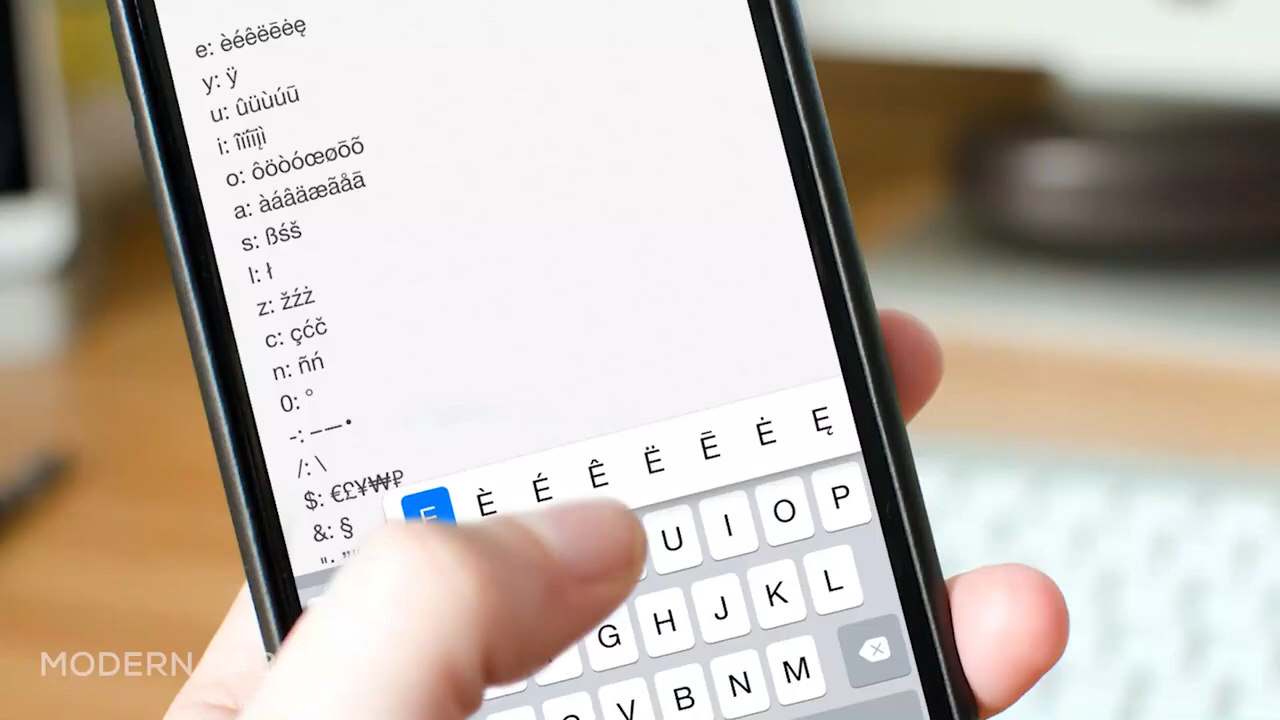 e: èéêëēėę
y: ÿ
u: ûüùúū
i: îïíīįì
o: ôöòóœøōõ
a: àáâäæãåā
s: ßśš
l: ł
z: žźż
c: çćč
n: ñń
0: °
-: –—•
/: \
$: €£¥₩₽
&: §
E È É Ê Ë Ē Ė Ę
U I O P
G H J K L
V B N M
MODERN